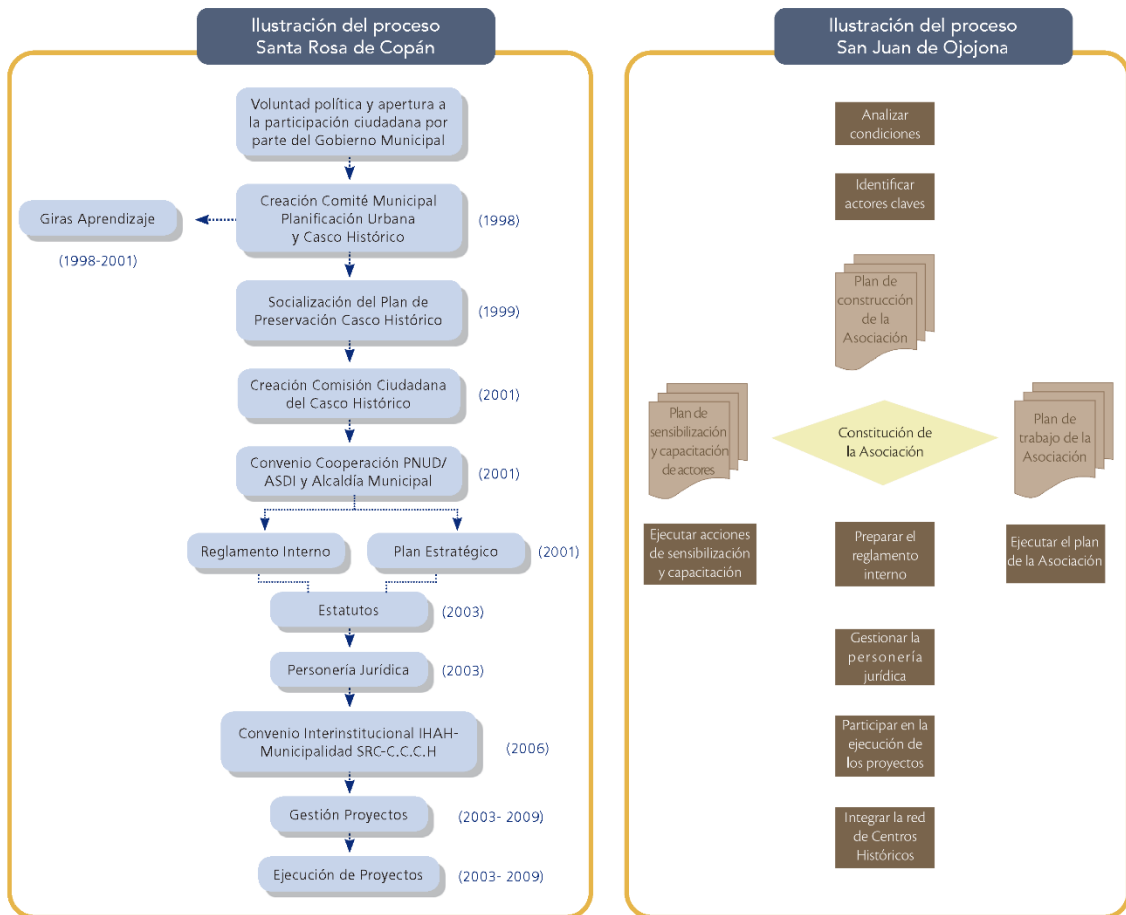 Ilustración del proceso
Santa Rosa de Copán
Voluntad política y apertura a
la participación ciudadana por
parte del Gobierno Municipal
Giras Aprendizaje
(1998-2001)
Creación Comité Municipal
Planificación Urbana
y Casco Histórico
(1998)
Socialización del Plan de
Preservación Casco Histórico
(1999)
Creación Comisión Ciudadana
del Casco Histórico
(2001)
Convenio Cooperación PNUD/
ASDI y Alcaldía Municipal
(2001)
Reglamento Interno
Plan Estratégico
(2001)
Estatutos
(2003)
Personería Jurídica
(2003)
Convenio Interinstitucional IHAH-
Municipalidad SRC-C.C.C.H
(2006)
Gestión Proyectos
(2003- 2009)
Ejecución de Proyectos
(2003- 2009)
Ilustración del proceso
San Juan de Ojojona
Analizar
condiciones
Identificar
actores claves
Plan de
construcción
de la
Asociación
Plan de
sensibilización
y capacitación
de actores
Constitución de
la Asociación
Plan de
trabajo de la
Asociación
Ejecutar acciones
de sensibilización
y capacitación
Preparar el
reglamento
interno
Ejecutar el plan
de la Asociación
Gestionar la
personería
jurídica
Participar en la
ejecución de
los proyectos
Integrar la red
de Centros
Históricos